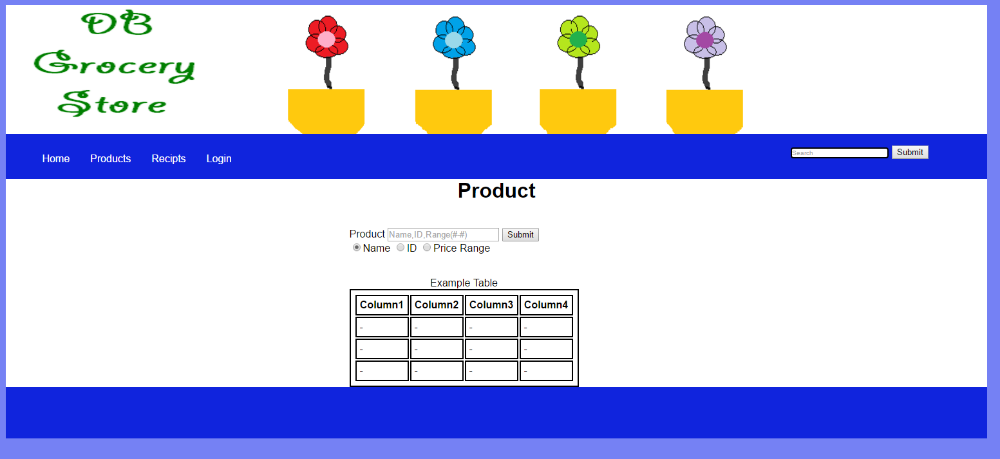 DB
Grocery
Store
Home Products Recipts Login Search Submit
Product
Product Name,ID,Range(#-#) Submit
Name ID Price Range
Example Table
Column1 Column2 Column3 Column4
- - - -
- - - -
- - - -